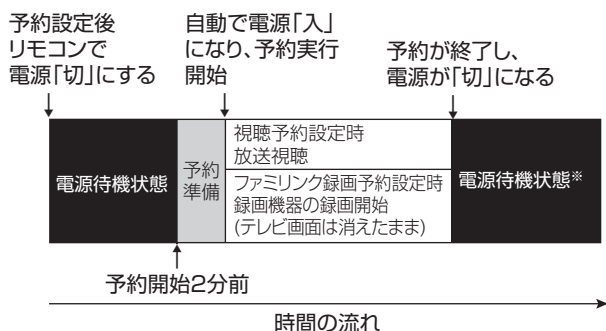 予約設定後
リモコンで
電源「切」にする
自動で電源「入」
になり、予約実行
開始
予約が終了し、
電源が「切」になる
電源待機状態
予約
準備
視聴予約設定時
放送視聴
ファミリンク録画予約設定時
録画機器の録画開始
(テレビ画面は消えたまま)
電源待機状態※
予約開始2分前
時間の流れ